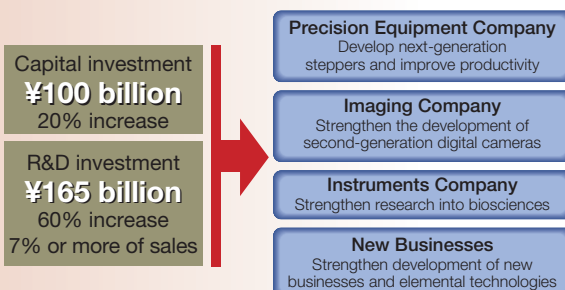 Capital investment
¥100 billion
20% increase
R&D investment
¥165 billion
60% increase
7% or more of sales
Precision Equipment Company
Develop next-generation
steppers and improve productivity
Imaging Company
Strengthen the development of
second-generation digital cameras
Instruments Company
Strengthen research into biosciences
New Businesses
Strengthen development of new
businesses and elemental technologies